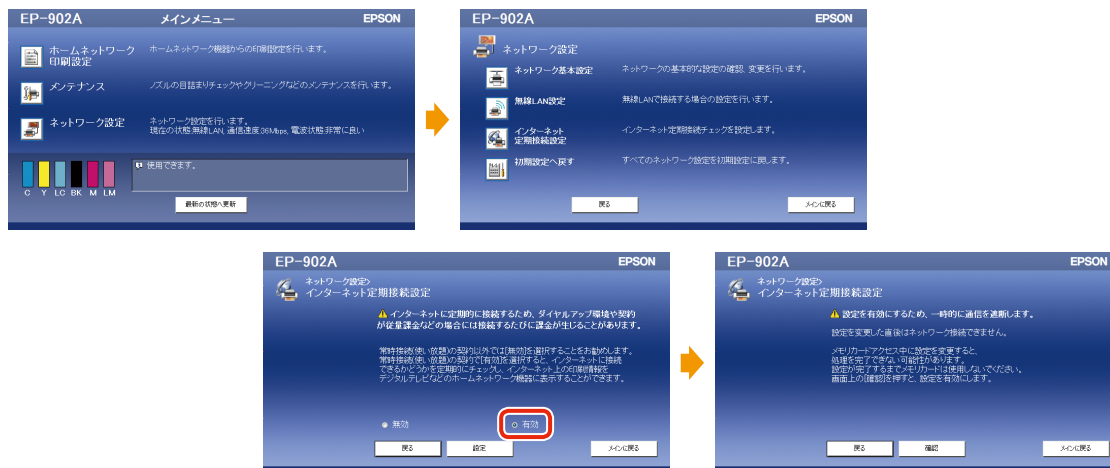 EP-902A メインメニュー EPSON
ホームネットワーク
印刷設定
ホームネットワーク機器からの印刷設定を行います。
メンテナンス
ノズルの目詰まりチェックやクリーニングなどのメンテナンスを行います。
ネットワーク設定
ネットワーク設定を行います。
現在の状態:無線LAN, 通信速度:36Mbps, 電波状態:非常に良い
使用できます。
C Y LC BK M LM
最新の状態へ更新
EP-902A EPSON
ネットワーク設定
ネットワーク基本設定
ネットワークの基本的な設定の確認、変更を行います。
無線LAN設定
無線LANで接続する場合の設定を行います。
インターネット
定期接続設定
インターネット定期接続チェックを設定します。
初期設定へ戻す
すべてのネットワーク設定を初期設定に戻します。
戻る メインに戻る
EP-902A EPSON
ネットワーク設定>
インターネット定期接続設定
インターネットに定期的に接続するため、ダイヤルアップ環境や契約
が従量課金などの場合には接続するたびに課金が生じることがあります。
常時接続(使い放題)の契約以外では[無効]を選択することをお勧めします。
常時接続(使い放題)の契約で[有効]を選択すると、インターネットに接続
できるかどうかを定期的にチェックし、インターネット上の印刷情報を
デジタルテレビなどのホームネットワーク機器に表示することができます。
無効 有効
戻る 設定 メインに戻る
EP-902A EPSON
ネットワーク設定>
インターネット定期接続設定
設定を有効にするため、一時的に通信を遮断します。
設定を変更した直後はネットワーク接続できません。
メモリカードアクセス中に設定を変更すると、
処理を完了できない可能性があります。
設定が完了するまでメモリカードは使用しないでください。
画面上の[確認]を押すと、設定を有効にします。
戻る 確認 メインに戻る